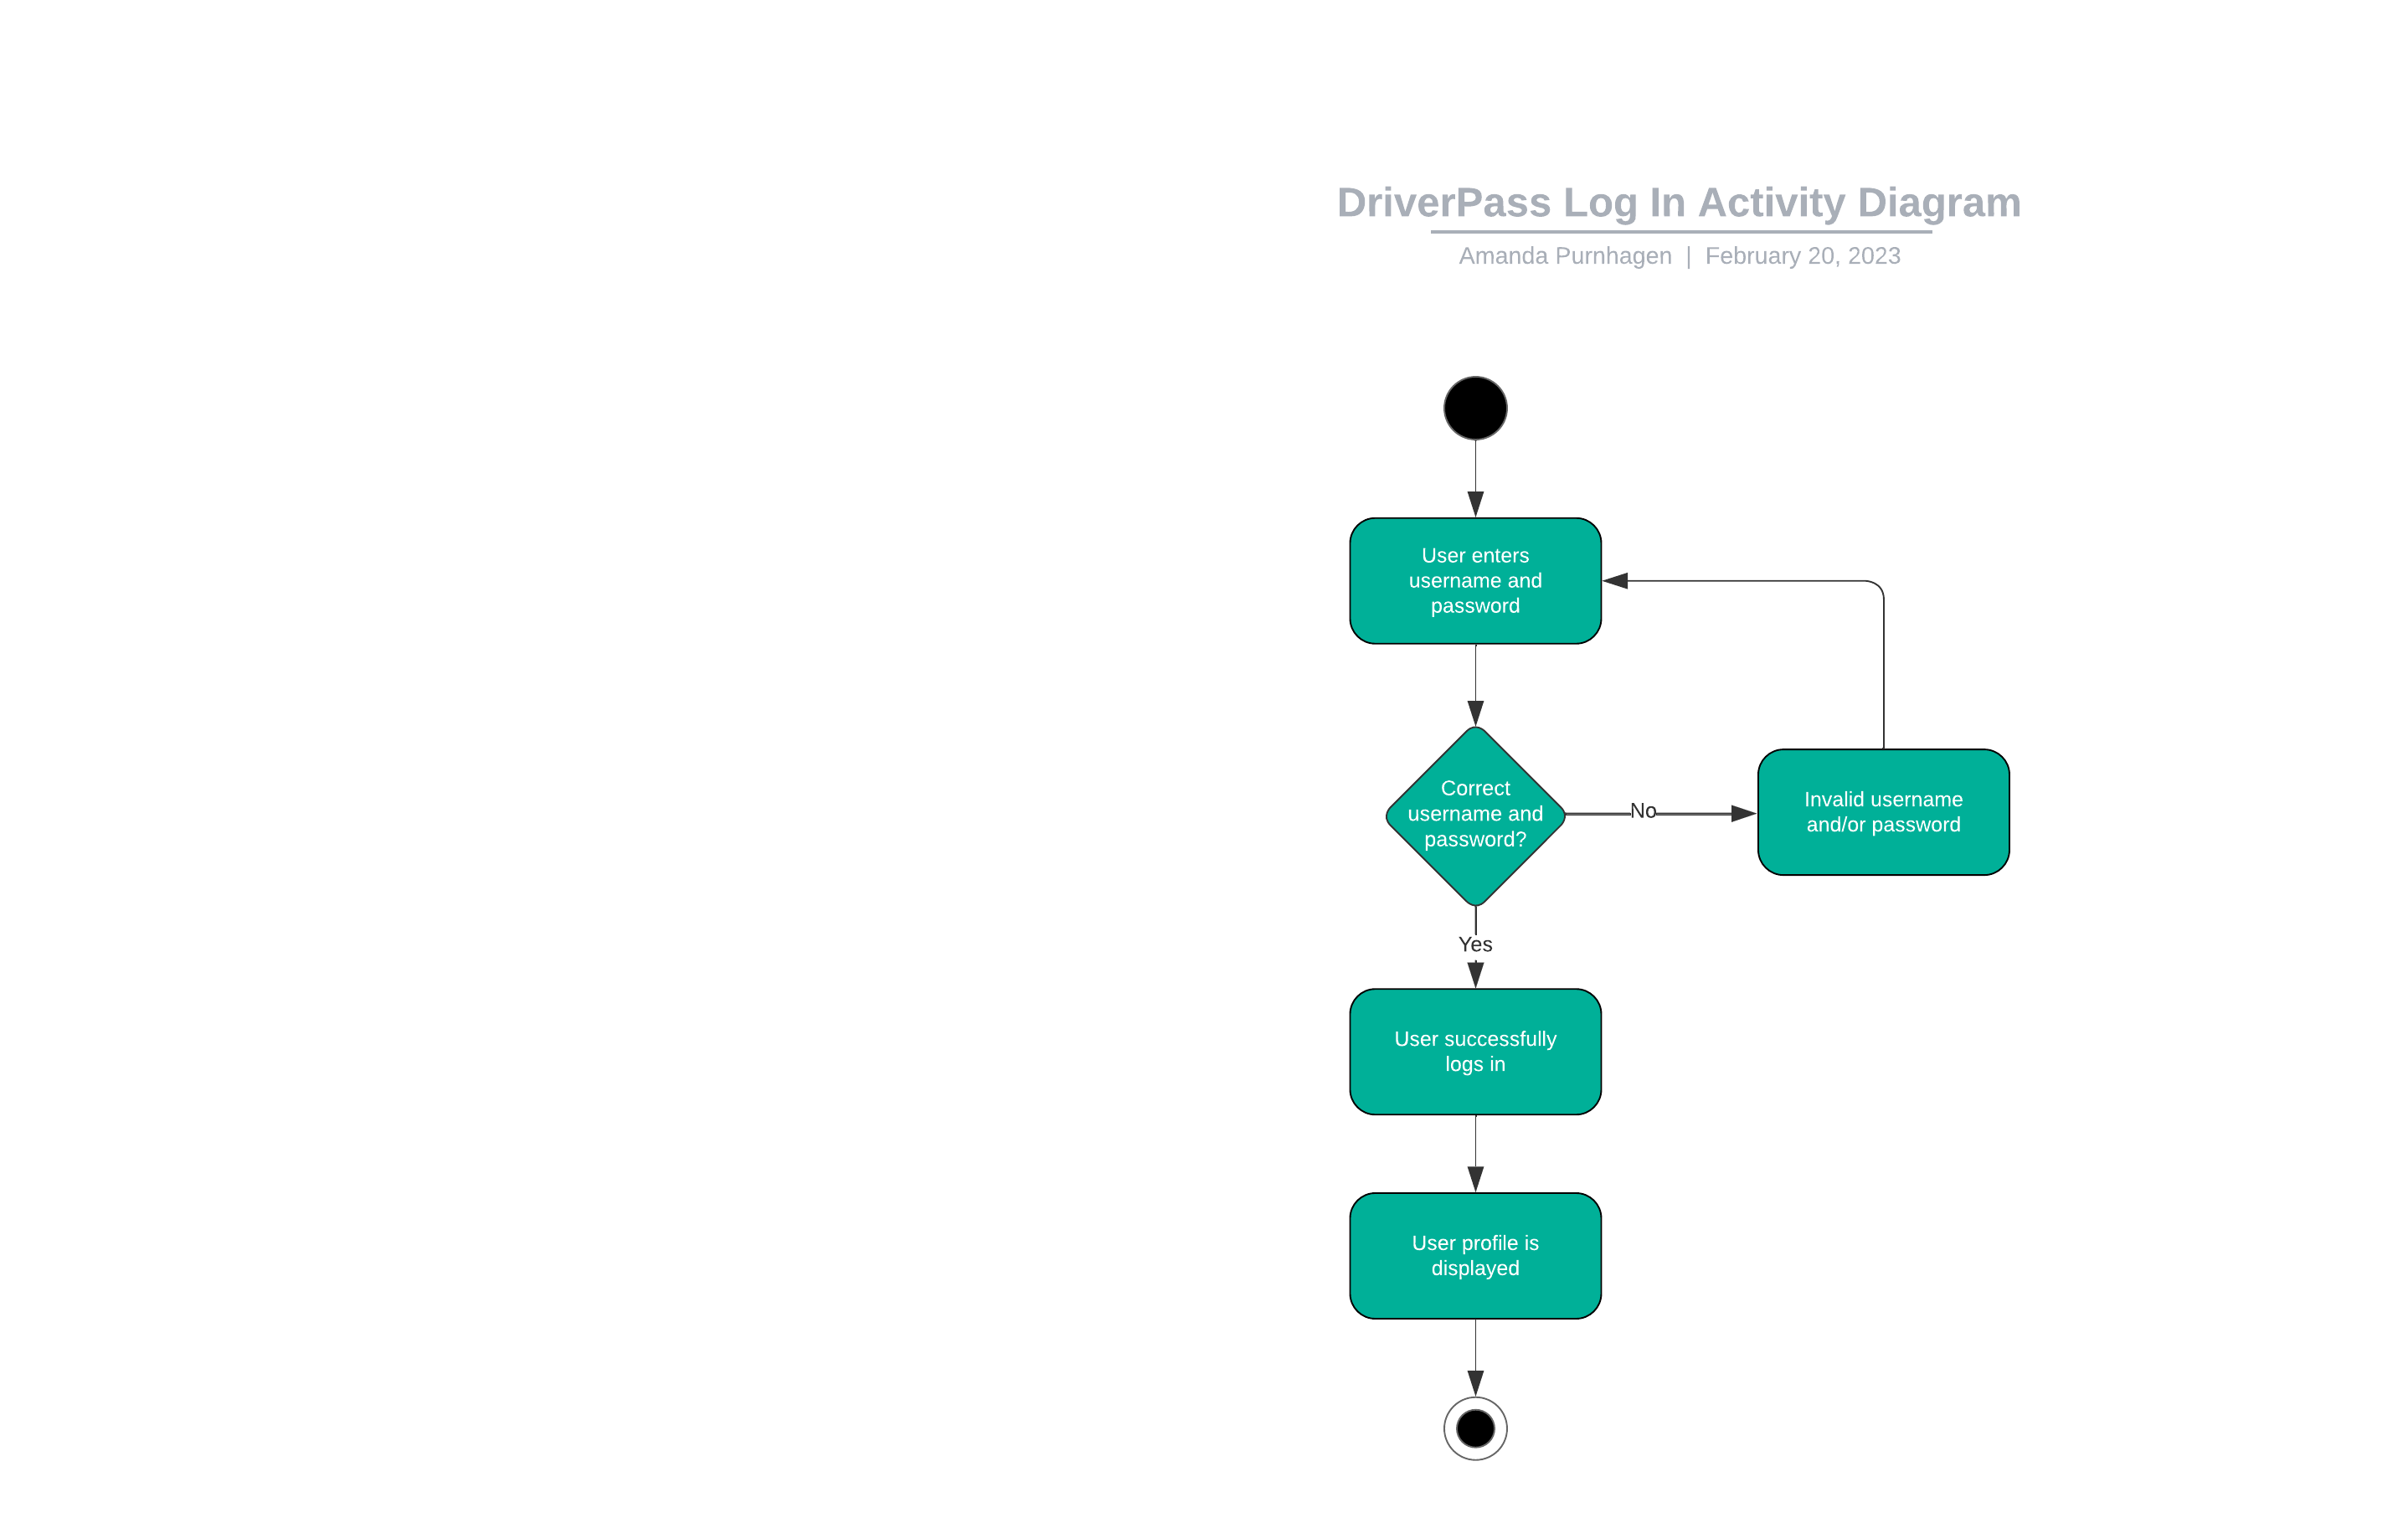 DriverPass Log In Activity Diagram
Amanda Purnhagen | February 20, 2023
User enters
username and
password
Correct
username and
password?
No
Invalid username
and/or password
Yes
User successfully
logs in
User profile is
displayed